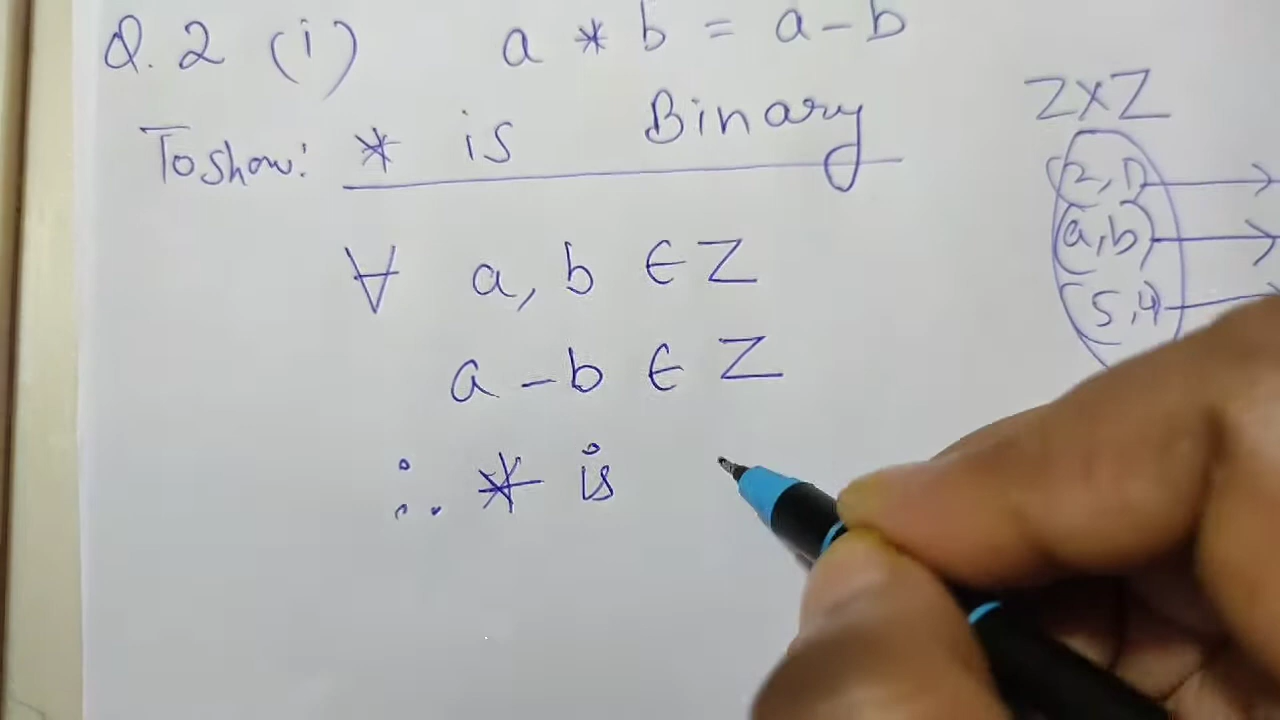 Q. 2 (i) a * b = a - b
To show: * is Binary
∀ a, b ∈ Z
a - b ∈ Z
∴ * is
Z×Z
(2,1)
(a,b)
(5,4)